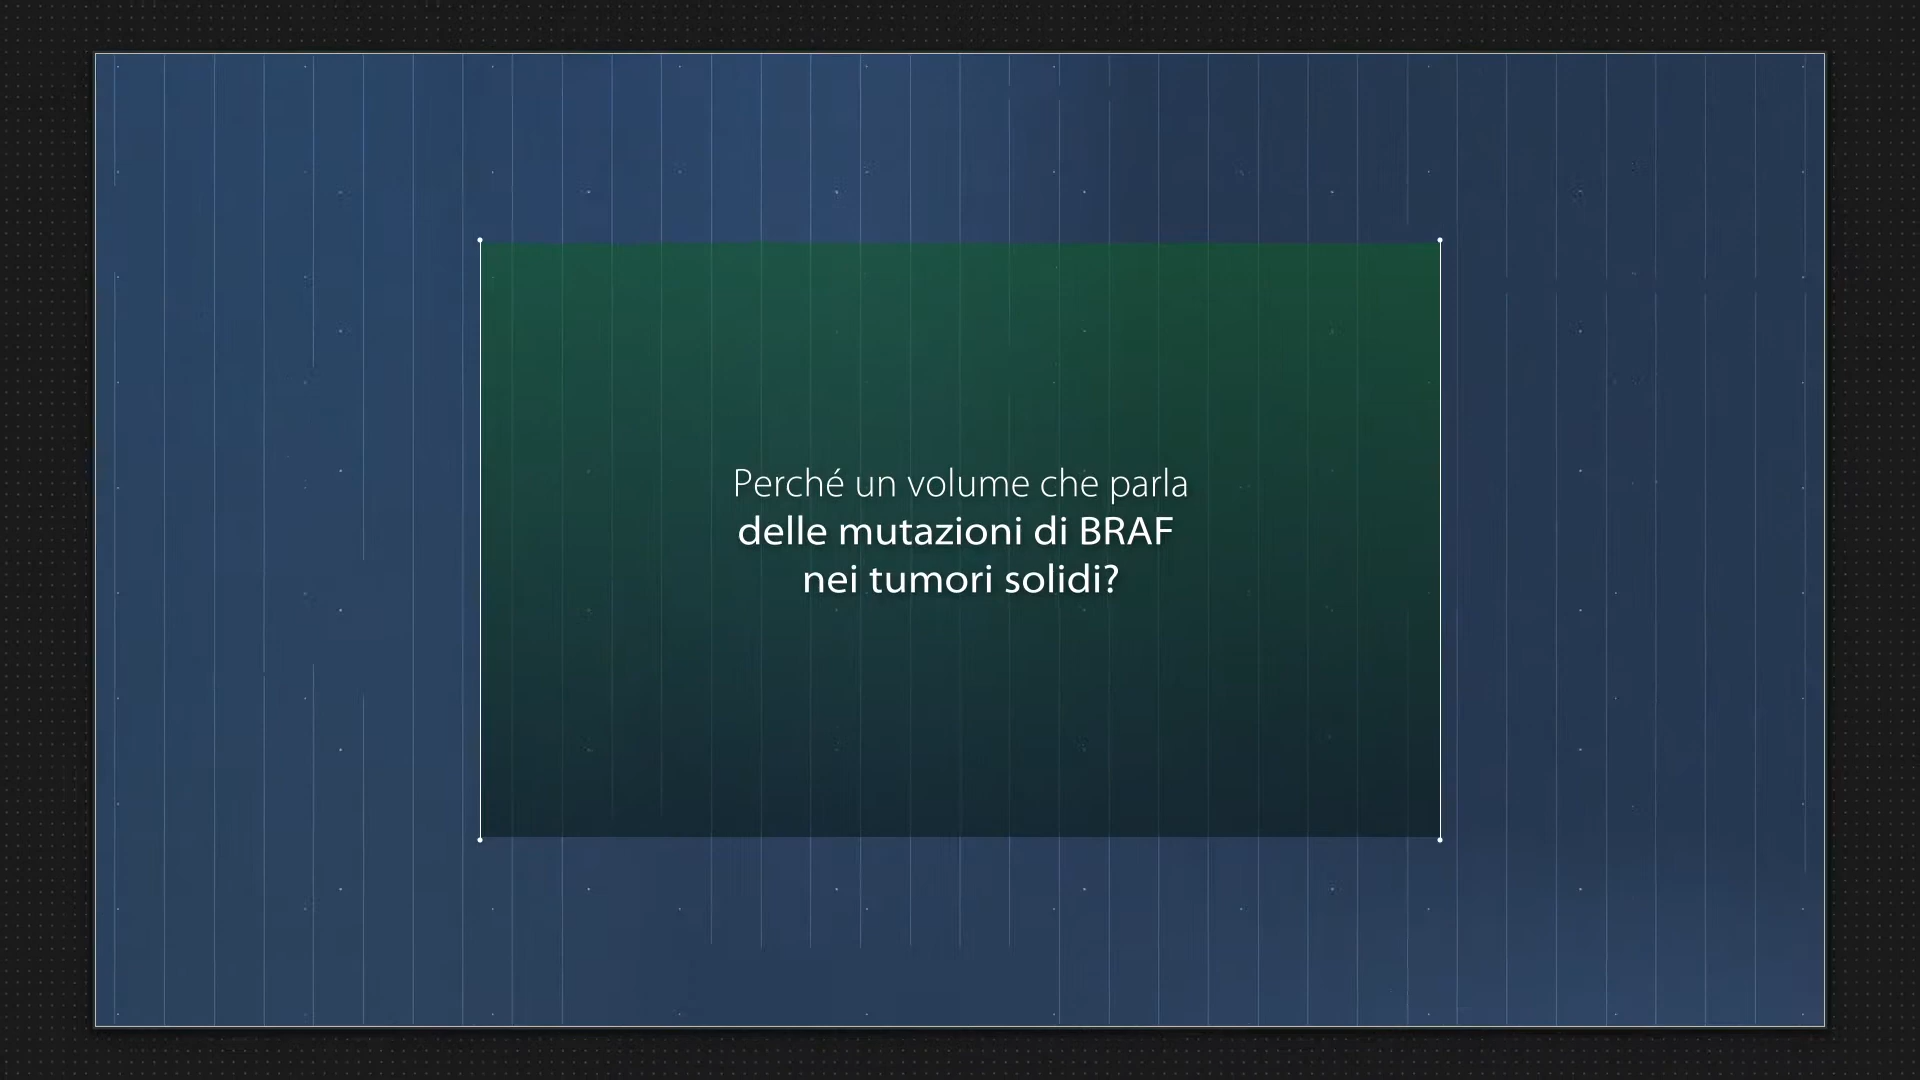 Perché un volume che parla
delle mutazioni di BRAF
nei tumori solidi?